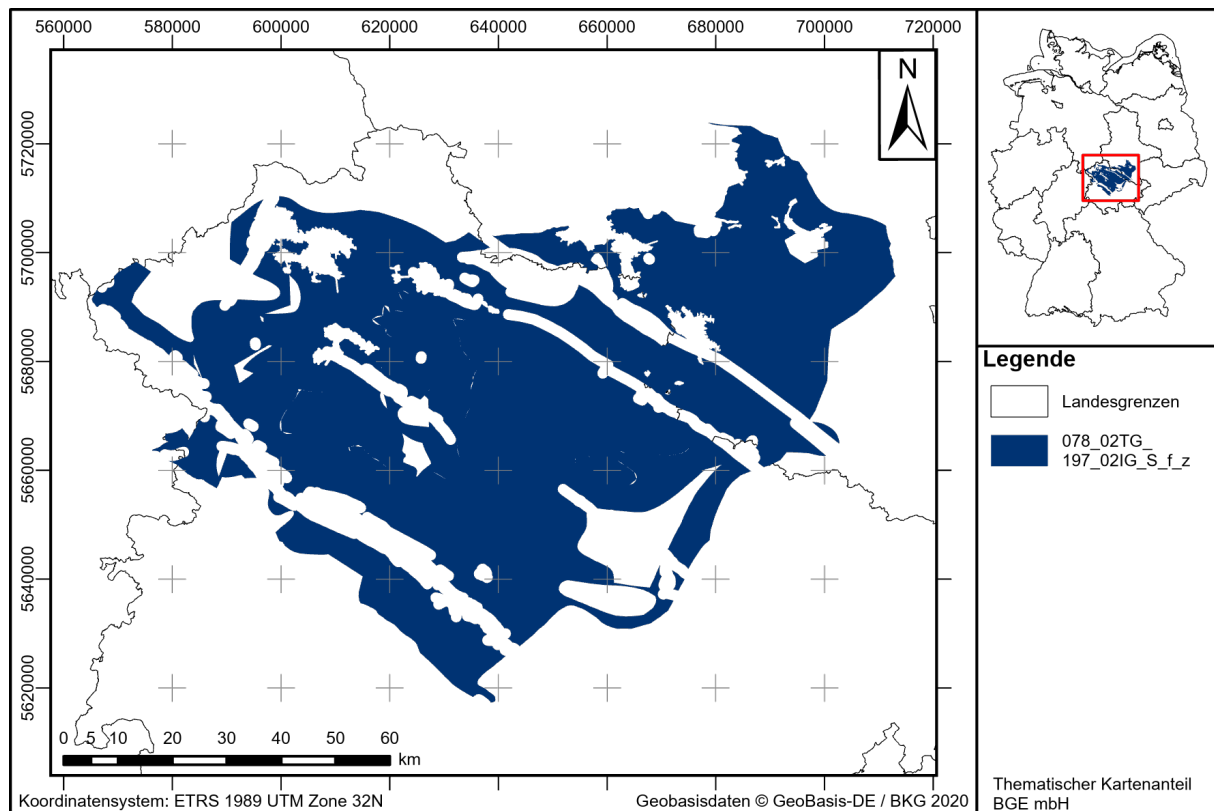 560000 580000 600000 620000 640000 660000 680000 700000 720000
5720000
5700000
5680000
5660000
5640000
5620000
N
0 5 10 20 30 40 50 60
km
Koordinatensystem: ETRS 1989 UTM Zone 32N
Geobasisdaten © GeoBasis-DE / BKG 2020
Legende
Landesgrenzen
078_02TG_
197_02IG_S_f_z
Thematischer Kartenanteil
BGE mbH